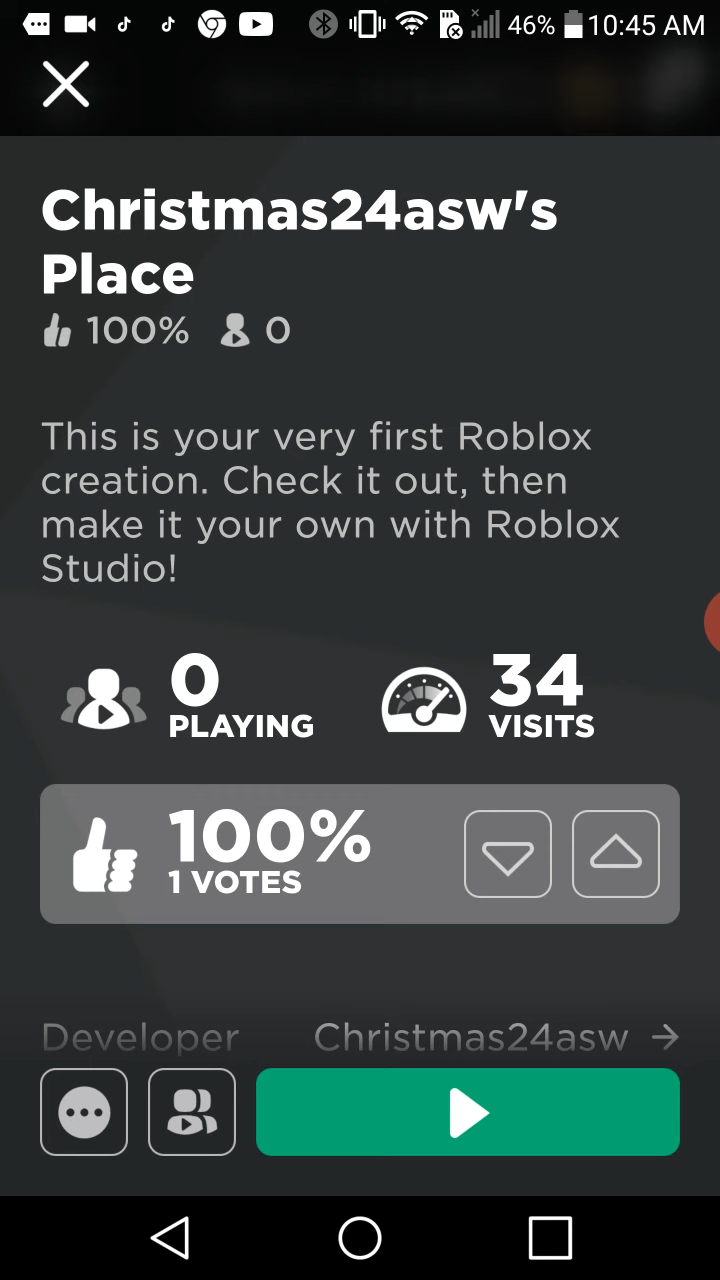 46% 10:45 AM
Christmas24asw's
Place
100% 0
This is your very first Roblox
creation. Check it out, then
make it your own with Roblox
Studio!
0 34
PLAYING VISITS
100%
1 VOTES
Developer Christmas24asw